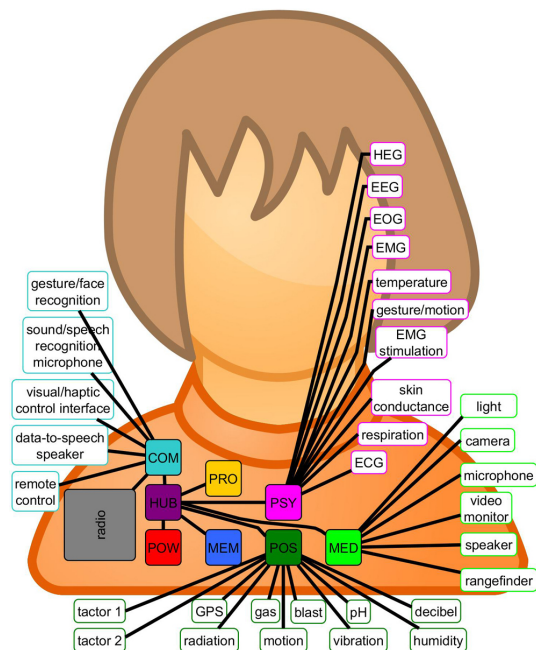 HEG
EEG
EOG
EMG
temperature
gesture/motion
EMG
stimulation
skin
conductance
respiration
ECG
gesture/face
recognition
sound/speech
recognition
microphone
visual/haptic
control interface
data-to-speech
speaker
remote
control
radio
COM
HUB
PRO
PSY
POW
MEM
POS
MED
light
camera
microphone
video
monitor
speaker
rangefinder
tactor 1
GPS
gas
blast
pH
decibel
tactor 2
radiation
motion
vibration
humidity